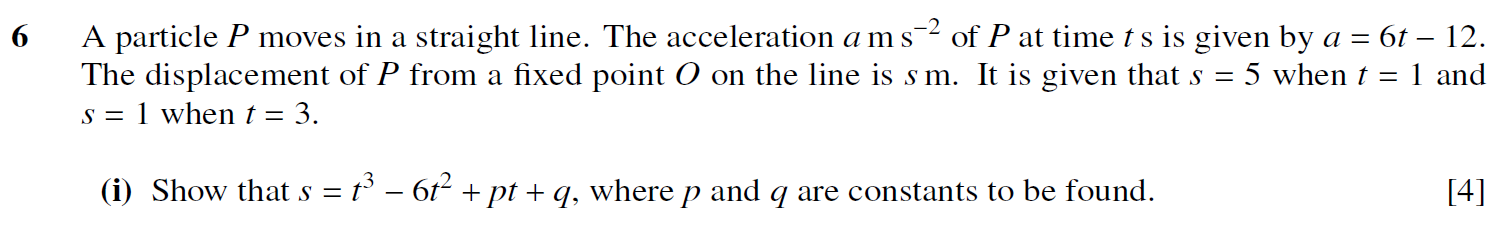 6 A particle P moves in a straight line. The acceleration a m s⁻² of P at time t s is given by a = 6t – 12.
The displacement of P from a fixed point O on the line is s m. It is given that s = 5 when t = 1 and
s = 1 when t = 3.
(i) Show that s = t³ – 6t² + pt + q, where p and q are constants to be found. [4]